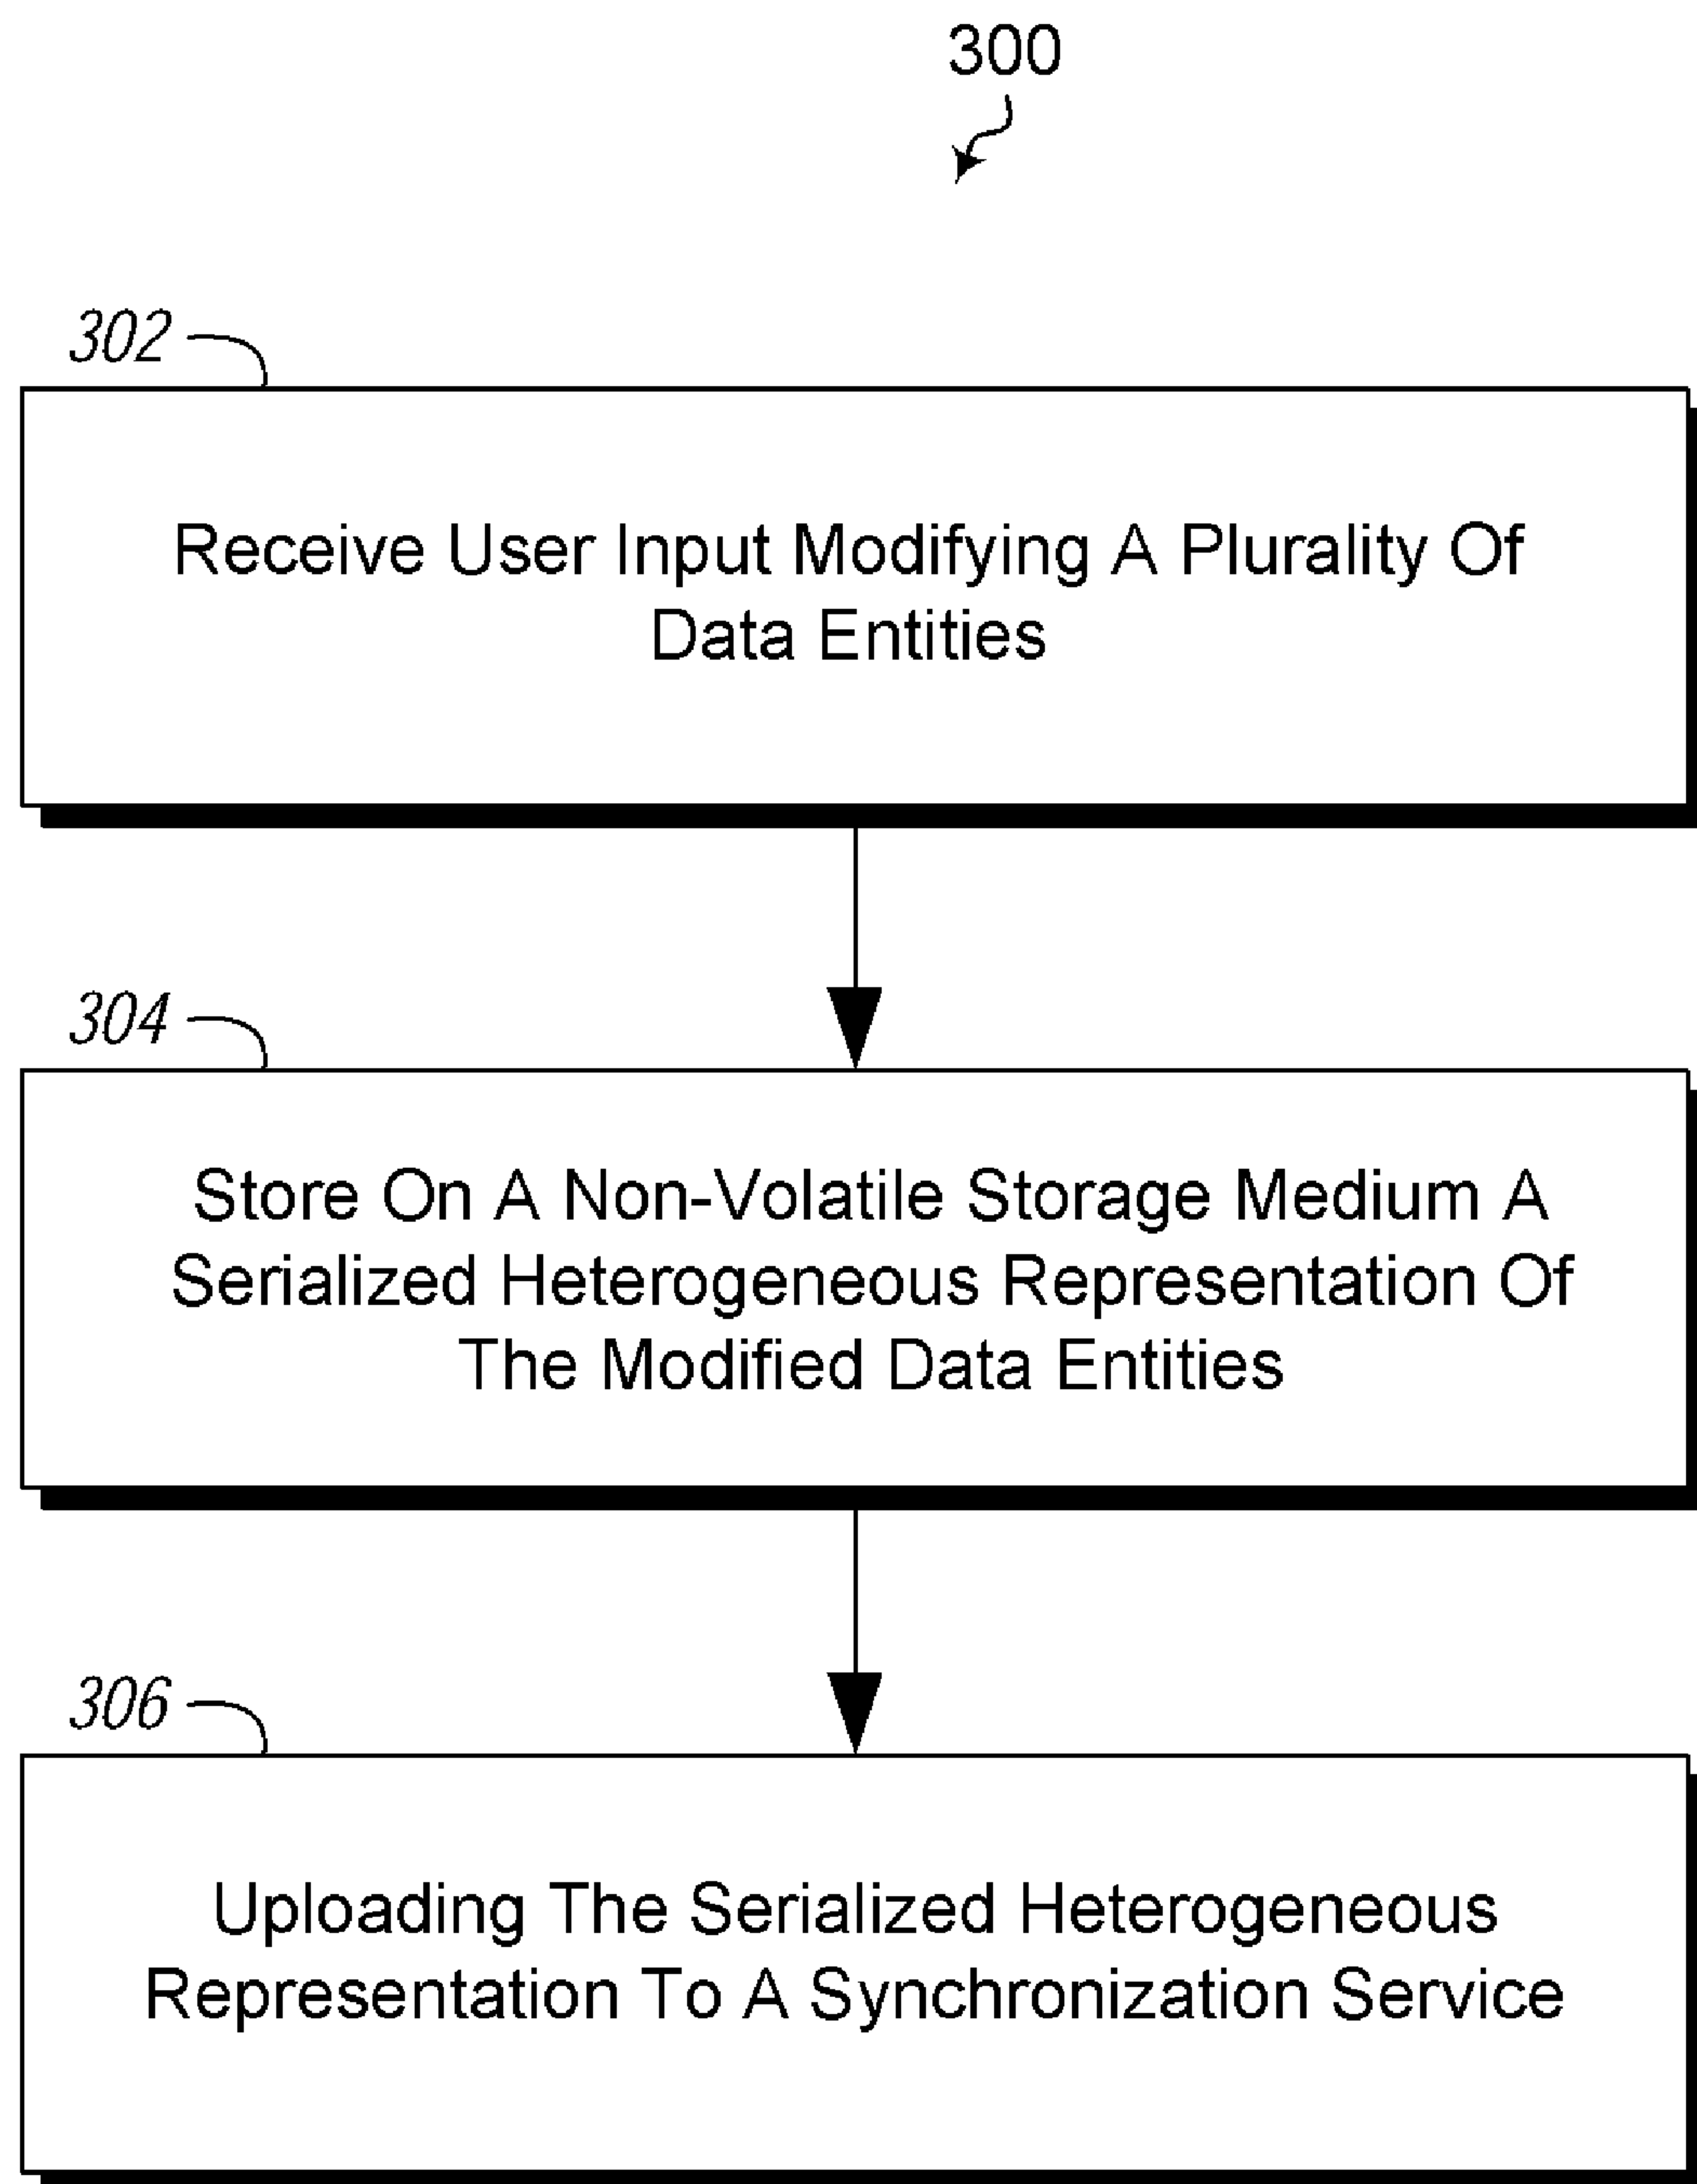 300
302
Receive User Input Modifying A Plurality Of
Data Entities
304
Store On A Non-Volatile Storage Medium A
Serialized Heterogeneous Representation Of
The Modified Data Entities
306
Uploading The Serialized Heterogeneous
Representation To A Synchronization Service